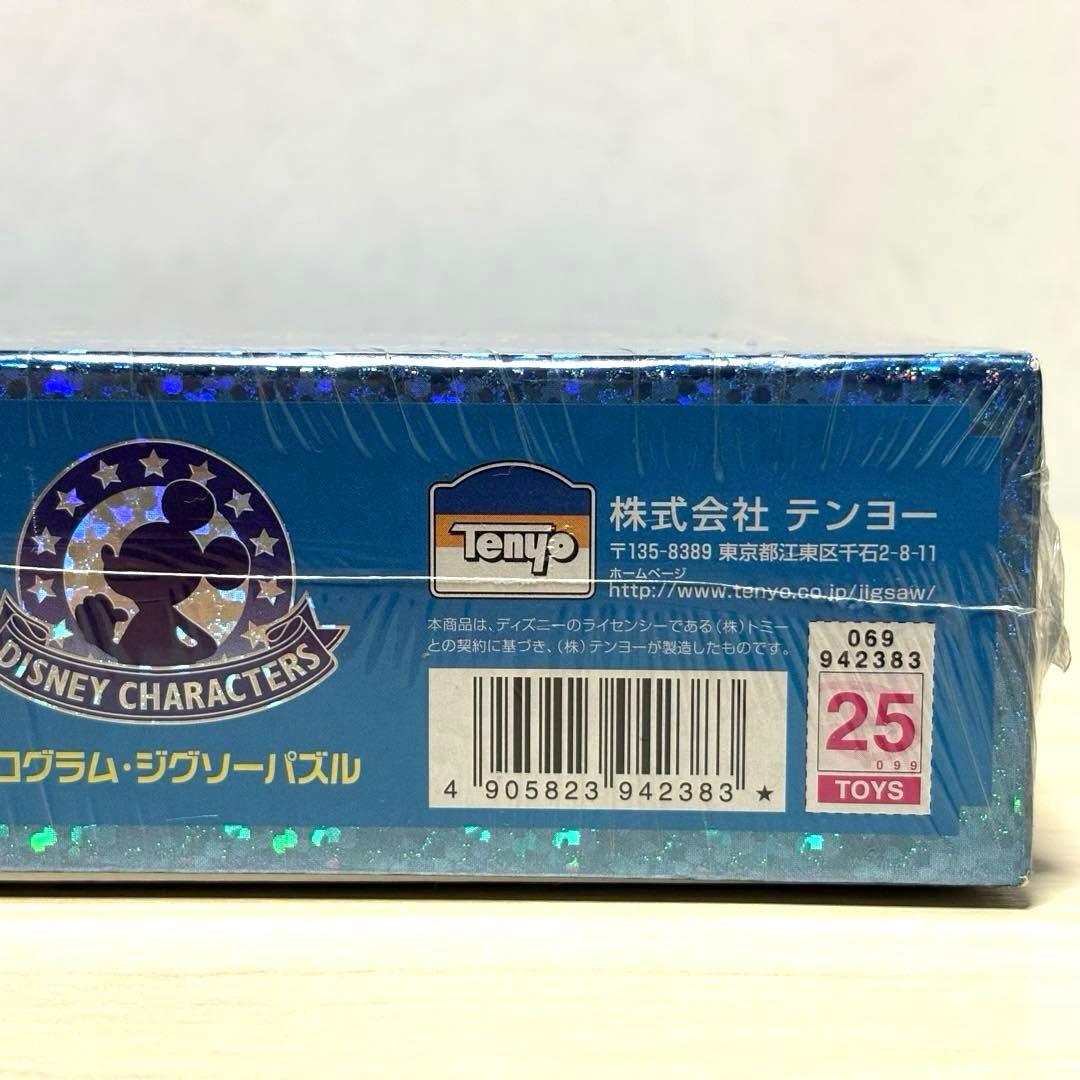 DISNEY CHARACTERS
ログラム・ジグソーパズル
Tenyo
株式会社 テンヨー
〒135-8389 東京都江東区千石2-8-11
ホームページ
http://www.tenyo.co.jp/jigsaw/
本商品は、ディズニーのライセンシーである(株)トミー
との契約に基づき、(株)テンヨーが製造したものです。
4 905823 942383 ★
069
942383
25
099
TOYS